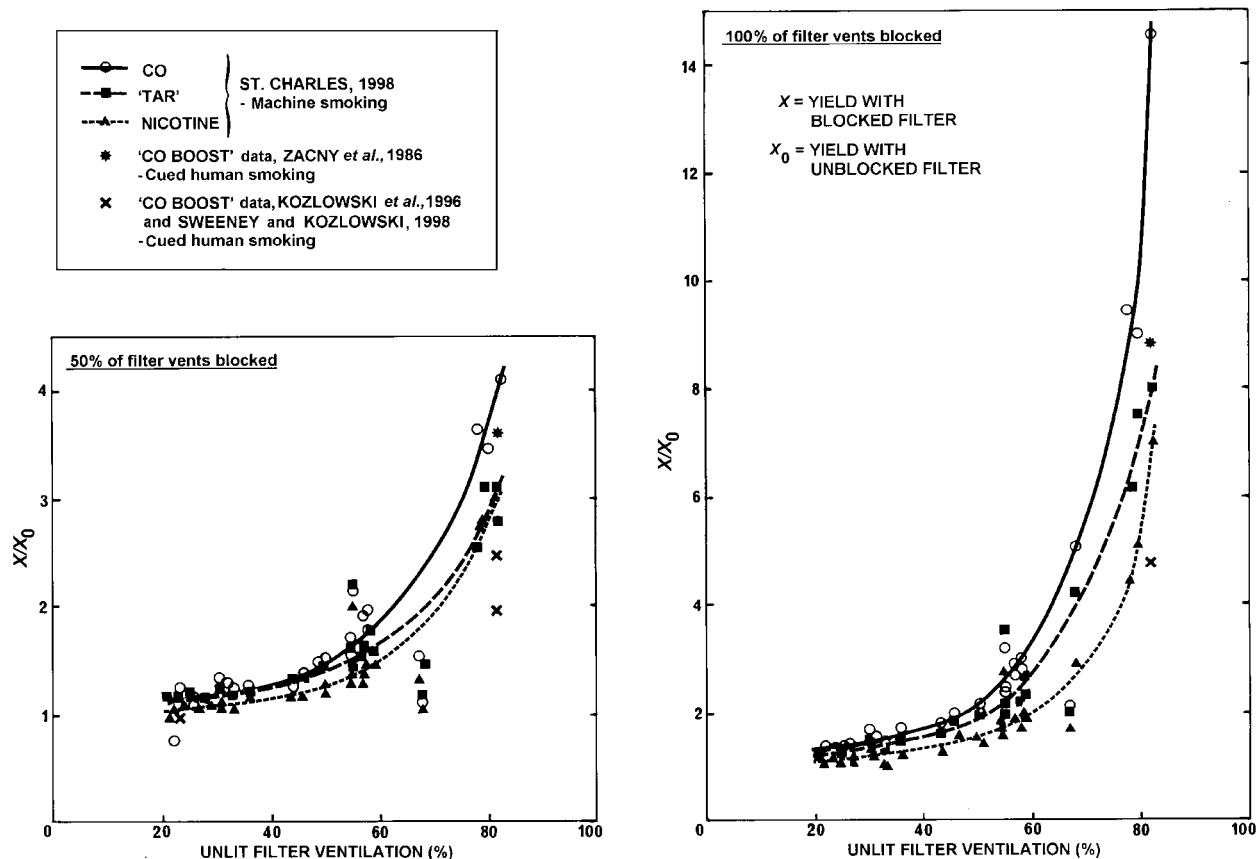 CO
'TAR'
NICOTINE
ST. CHARLES, 1998
- Machine smoking
'CO BOOST' data, ZACNY et al., 1986
-Cued human smoking
'CO BOOST' data, KOZLOWSKI et al., 1996
and SWEENEY and KOZLOWSKI, 1998
-Cued human smoking
50% of filter vents blocked
4
3
2
1
0
X/X0
0 20 40 60 80 100
UNLIT FILTER VENTILATION (%)
100% of filter vents blocked
X = YIELD WITH
BLOCKED FILTER
X0 = YIELD WITH
UNBLOCKED FILTER
14
12
10
8
6
4
2
0
X/X0
0 20 40 60 80 100
UNLIT FILTER VENTILATION (%)